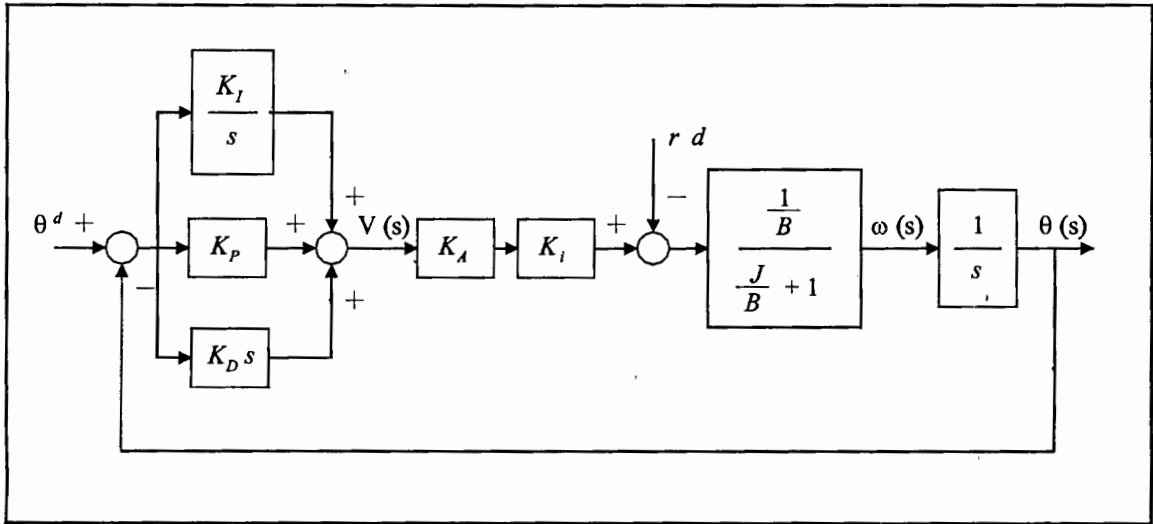 K_I
s
r d
θ^d +
−
K_P
+
+
+
V (s)
K_A
K_i
+
−
1
B
J
B
+ 1
ω (s)
1
s
θ (s)
K_D s